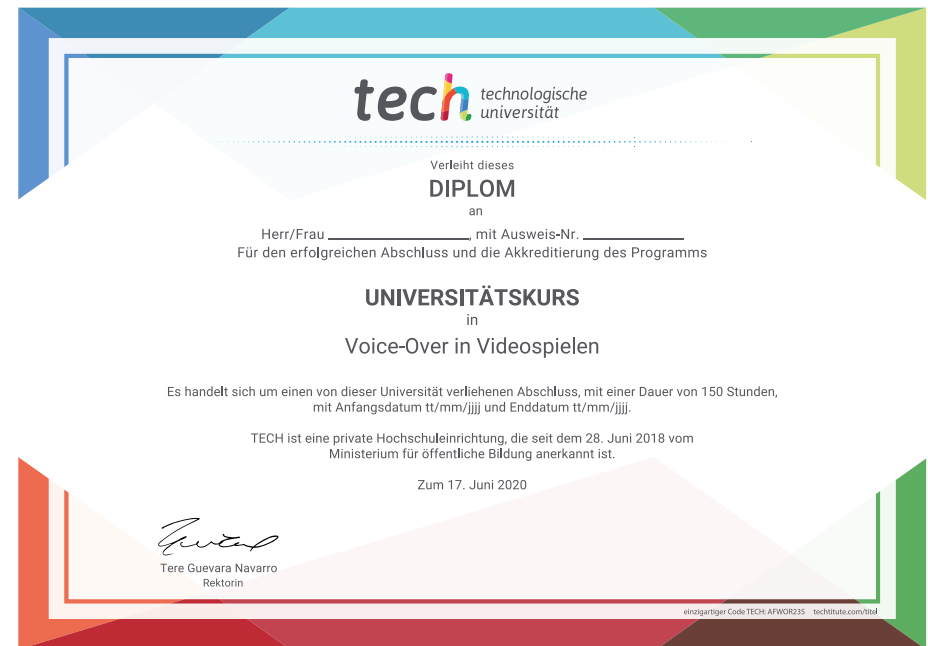 tech technologische
universität
Verleiht dieses
DIPLOM
an
Herr/Frau ____________________, mit Ausweis-Nr. ______________
Für den erfolgreichen Abschluss und die Akkreditierung des Programms
UNIVERSITÄTSKURS
in
Voice-Over in Videospielen
Es handelt sich um einen von dieser Universität verliehenen Abschluss, mit einer Dauer von 150 Stunden,
mit Anfangsdatum tt/mm/jjjj und Enddatum tt/mm/jjjj.
TECH ist eine private Hochschuleinrichtung, die seit dem 28. Juni 2018 vom
Ministerium für öffentliche Bildung anerkannt ist.
Zum 17. Juni 2020
Tere Guevara Navarro
Rektorin
einzigartiger Code TECH: AFWOR23S techtitute.com/titel